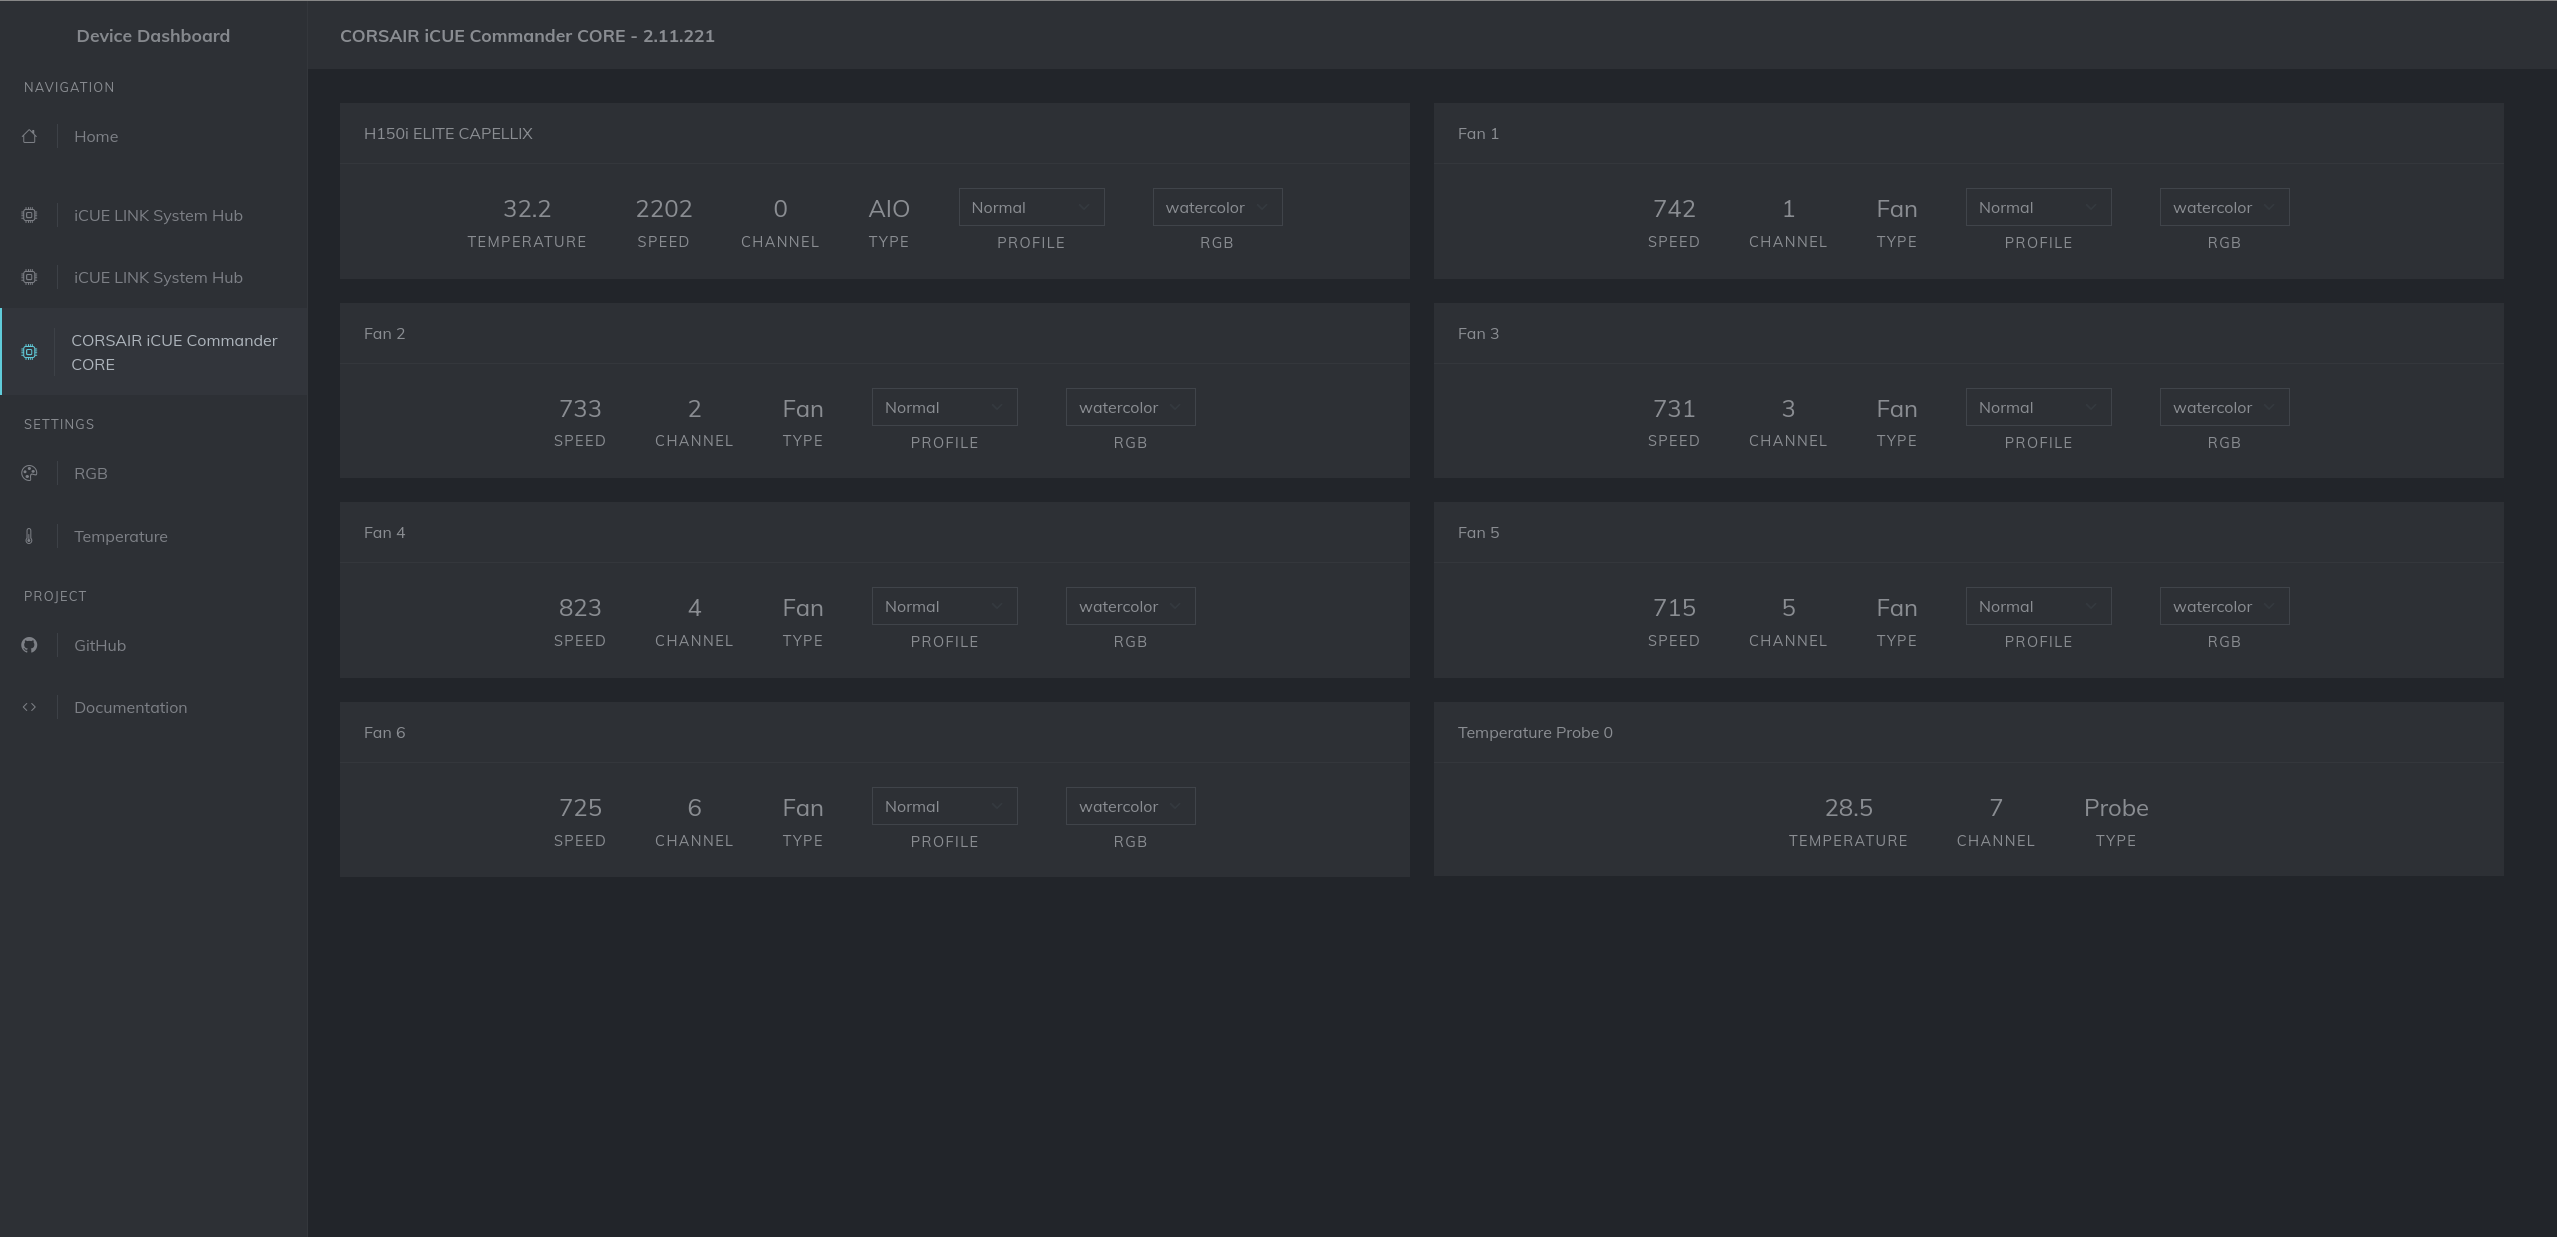 Device Dashboard
NAVIGATION
Home
iCUE LINK System Hub
iCUE LINK System Hub
CORSAIR iCUE Commander
CORE
SETTINGS
RGB
Temperature
PROJECT
GitHub
Documentation
CORSAIR iCUE Commander CORE - 2.11.221
H150i ELITE CAPELLIX
32.2 2202 0 AIO Normal watercolor
TEMPERATURE SPEED CHANNEL TYPE PROFILE RGB
Fan 1
742 1 Fan Normal watercolor
SPEED CHANNEL TYPE PROFILE RGB
Fan 2
733 2 Fan Normal watercolor
SPEED CHANNEL TYPE PROFILE RGB
Fan 3
731 3 Fan Normal watercolor
SPEED CHANNEL TYPE PROFILE RGB
Fan 4
823 4 Fan Normal watercolor
SPEED CHANNEL TYPE PROFILE RGB
Fan 5
715 5 Fan Normal watercolor
SPEED CHANNEL TYPE PROFILE RGB
Fan 6
725 6 Fan Normal watercolor
SPEED CHANNEL TYPE PROFILE RGB
Temperature Probe 0
28.5 7 Probe
TEMPERATURE CHANNEL TYPE